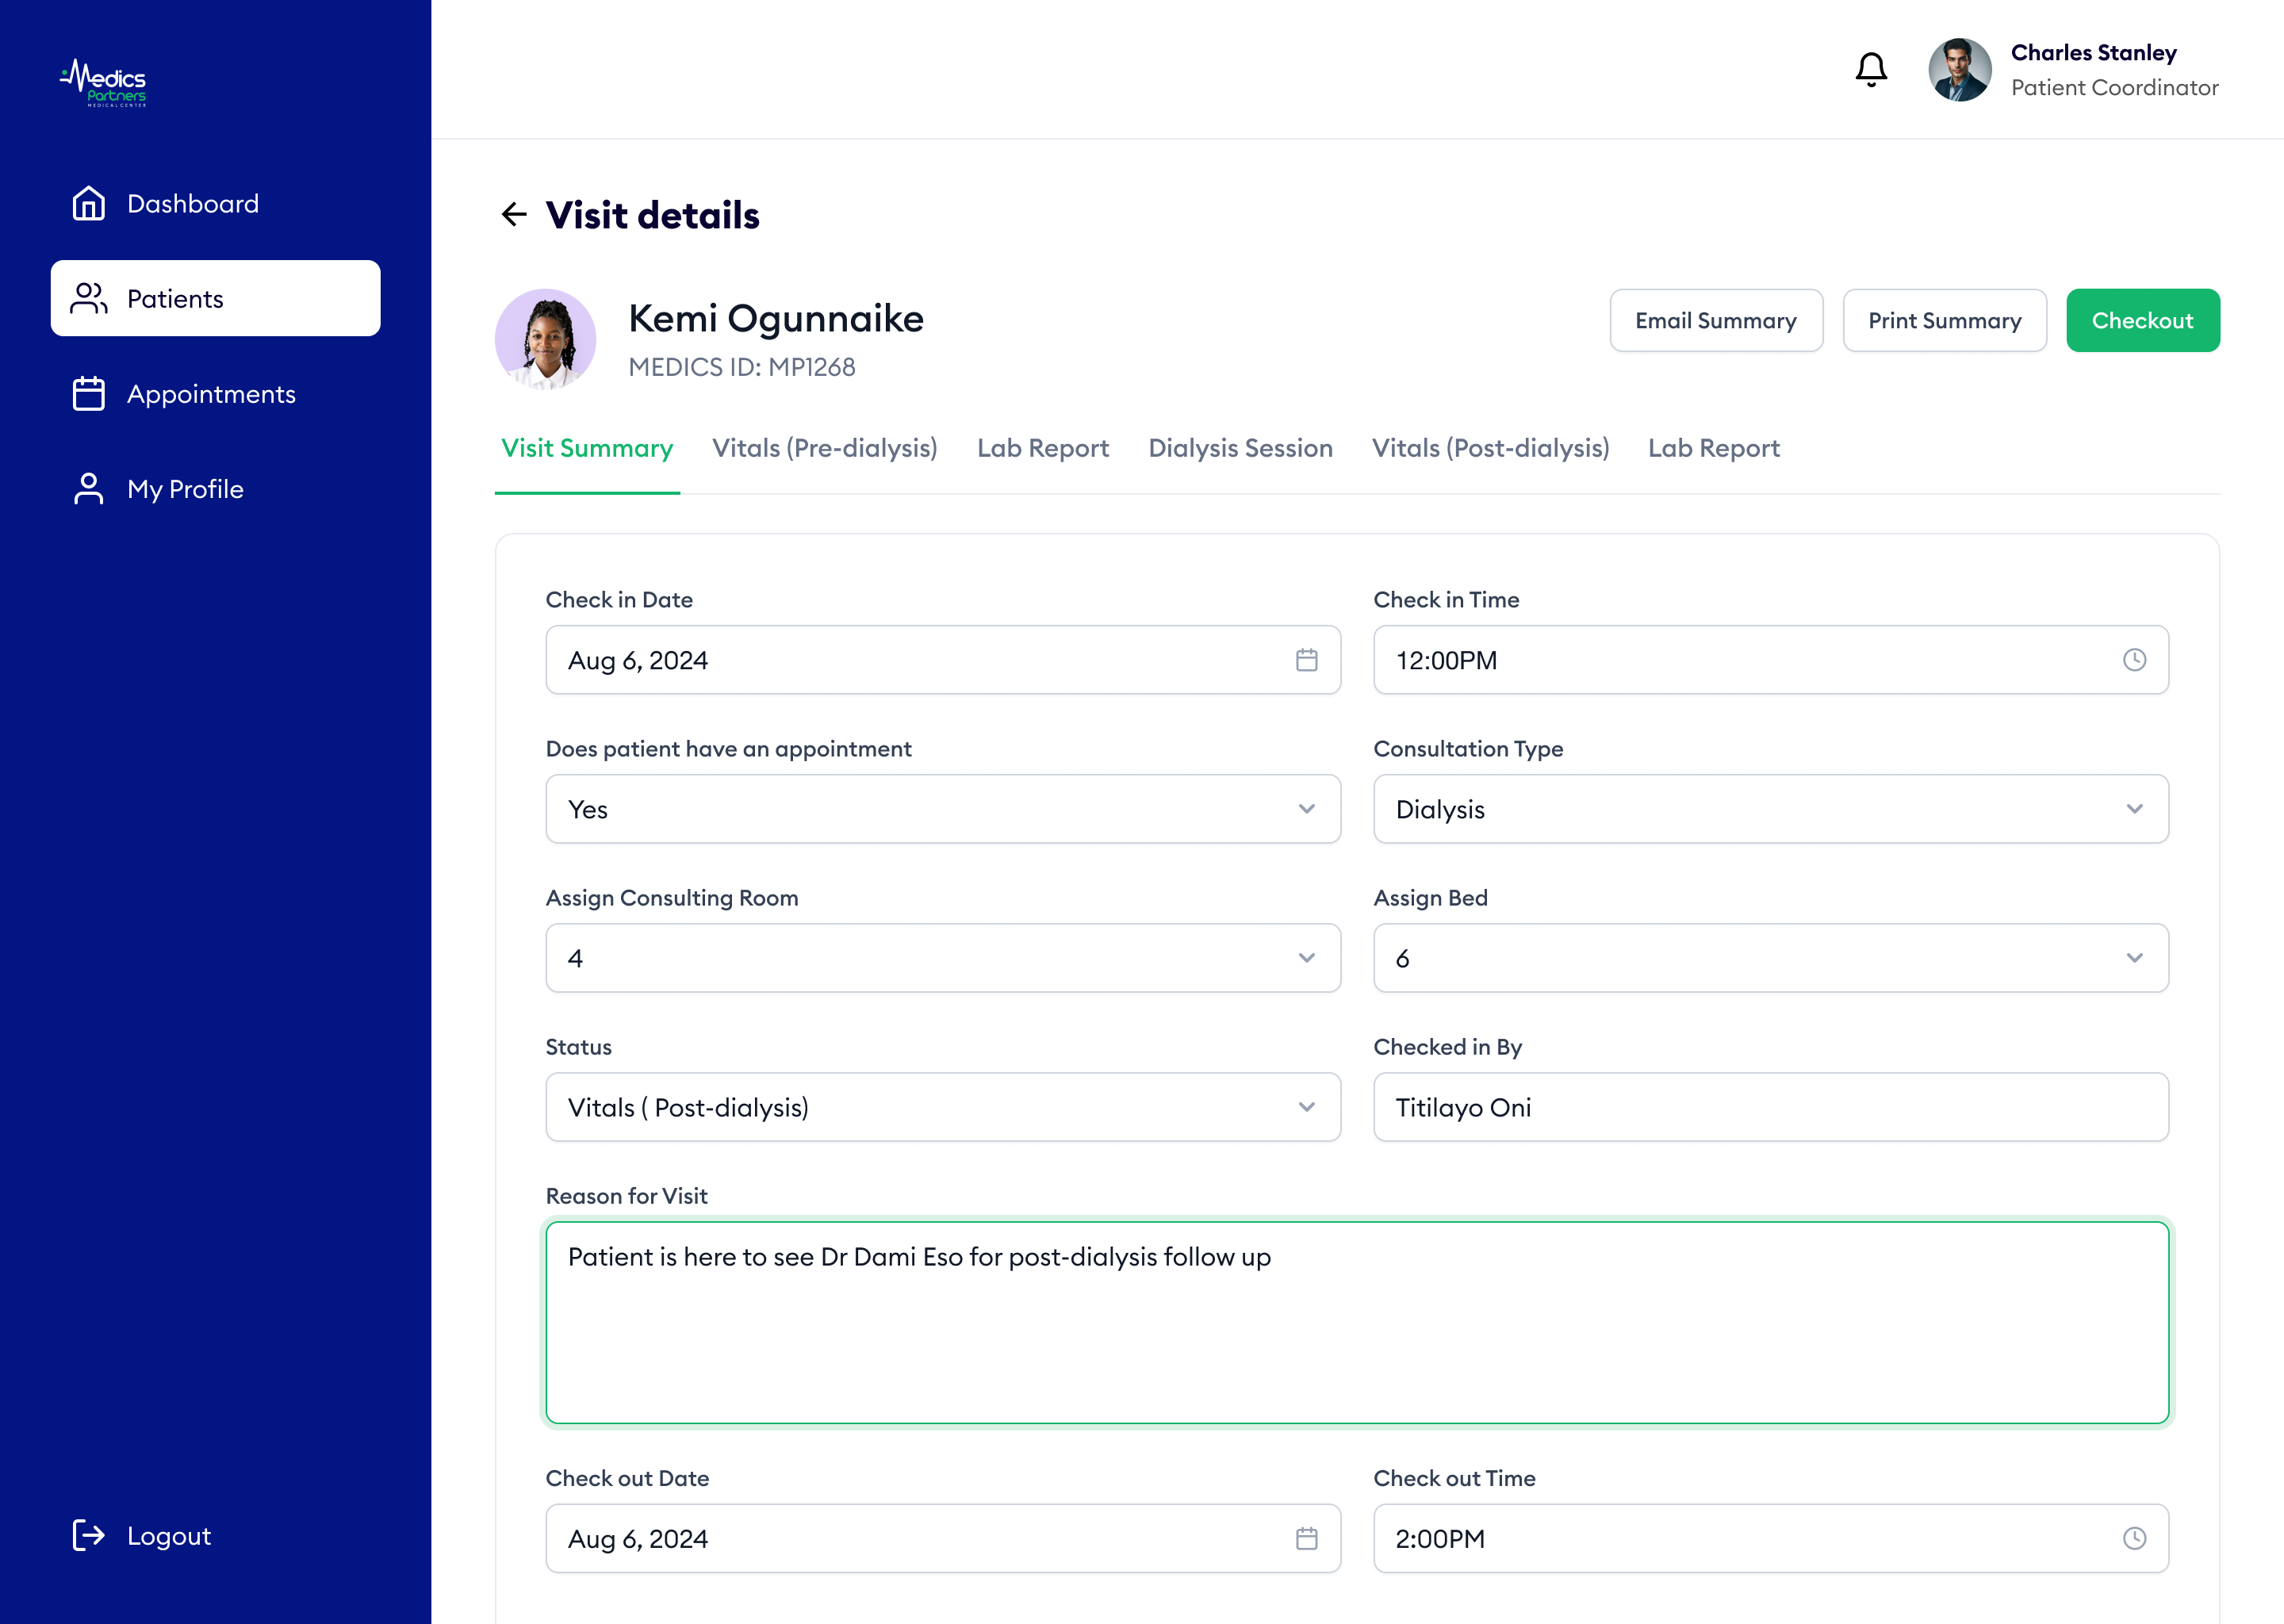 Medics
Partners
MEDICAL CENTER
Dashboard
Patients
Appointments
My Profile
Logout
Charles Stanley
Patient Coordinator
Visit details
Kemi Ogunnaike
MEDICS ID: MP1268
Email Summary
Print Summary
Checkout
Visit Summary
Vitals (Pre-dialysis)
Lab Report
Dialysis Session
Vitals (Post-dialysis)
Lab Report
Check in Date
Check in Time
Aug 6, 2024
12:00PM
Does patient have an appointment
Consultation Type
Yes
Dialysis
Assign Consulting Room
Assign Bed
4
6
Status
Checked in By
Vitals ( Post-dialysis)
Titilayo Oni
Reason for Visit
Patient is here to see Dr Dami Eso for post-dialysis follow up
Check out Date
Check out Time
Aug 6, 2024
2:00PM